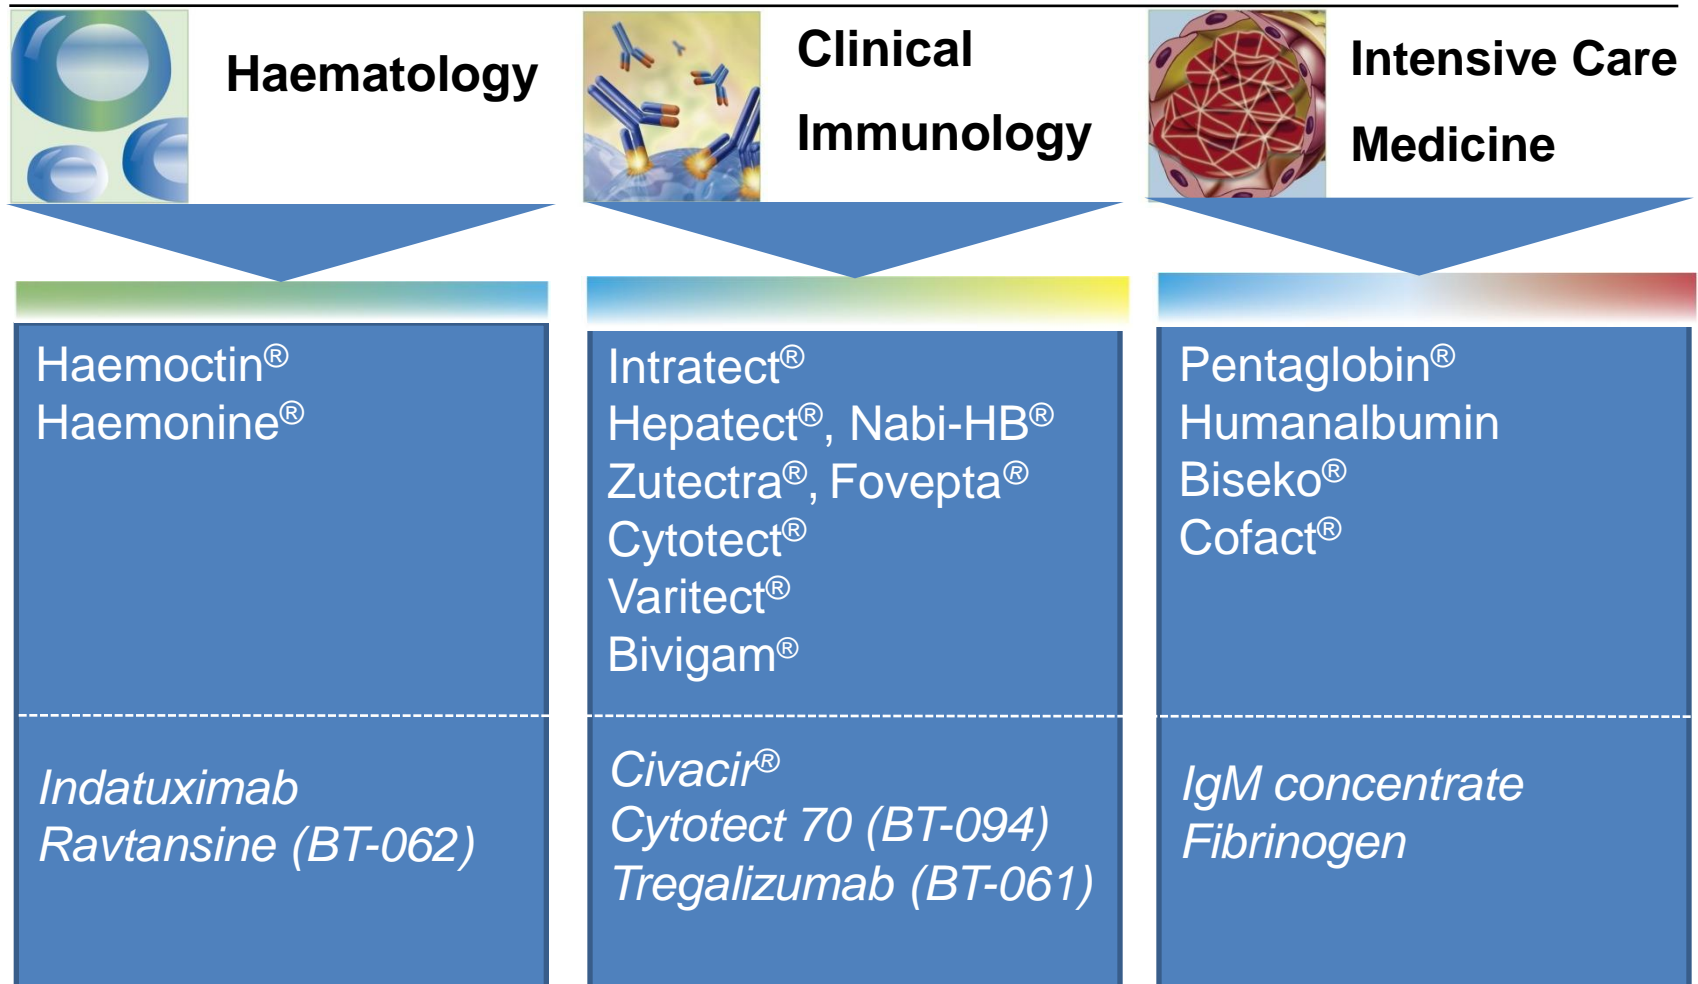 Haematology
Haemoctin®
Haemonine®
Indatuximab
Ravtansine (BT-062)
Clinical
Immunology
Intratect®
Hepatect®, Nabi-HB®
Zutectra®, Fovepta®
Cytotect®
Varitect®
Bivigam®
Civacir®
Cytotect 70 (BT-094)
Tregalizumab (BT-061)
Intensive Care
Medicine
Pentaglobin®
Humanalbumin
Biseko®
Cofact®
IgM concentrate
Fibrinogen